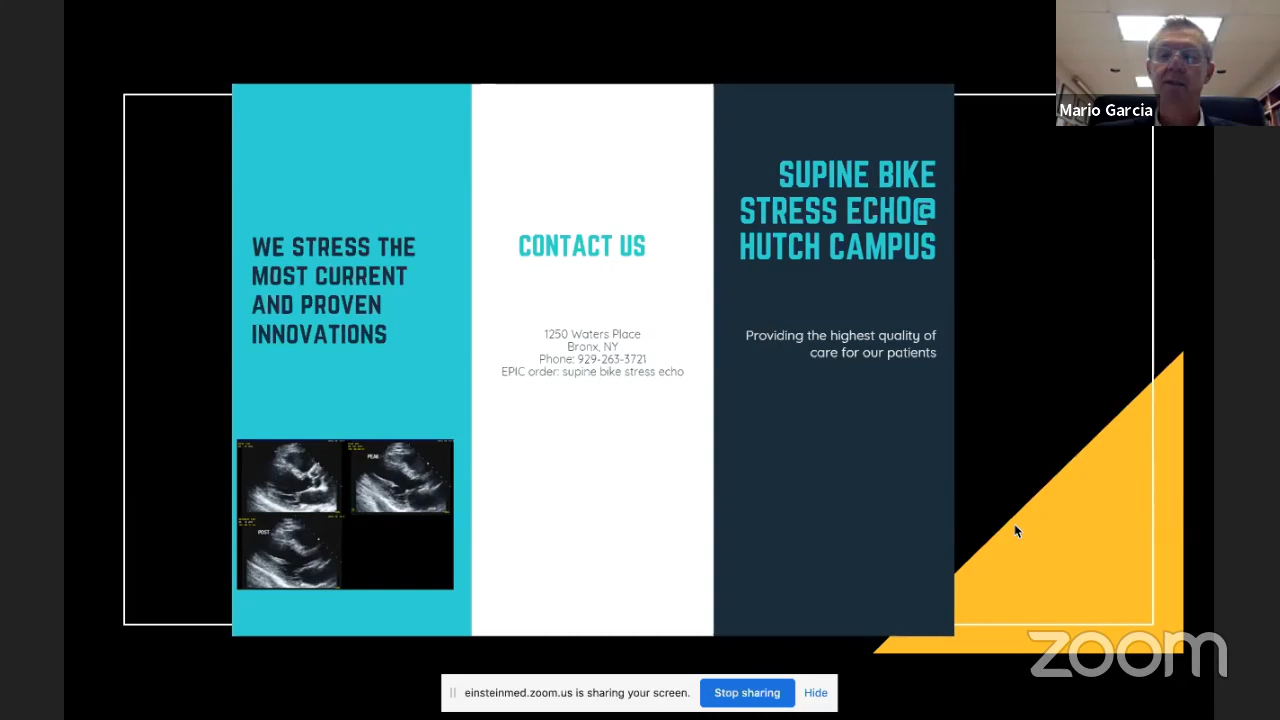 Mario Garcia
WE STRESS THE
MOST CURRENT
AND PROVEN
INNOVATIONS
PEAK
POST
CONTACT US
1250 Waters Place
Bronx, NY
Phone: 929-263-3721
EPIC order: supine bike stress echo
SUPINE BIKE
STRESS ECHO@
HUTCH CAMPUS
Providing the highest quality of
care for our patients
zoom
einsteinmed.zoom.us is sharing your screen.
Stop sharing
Hide